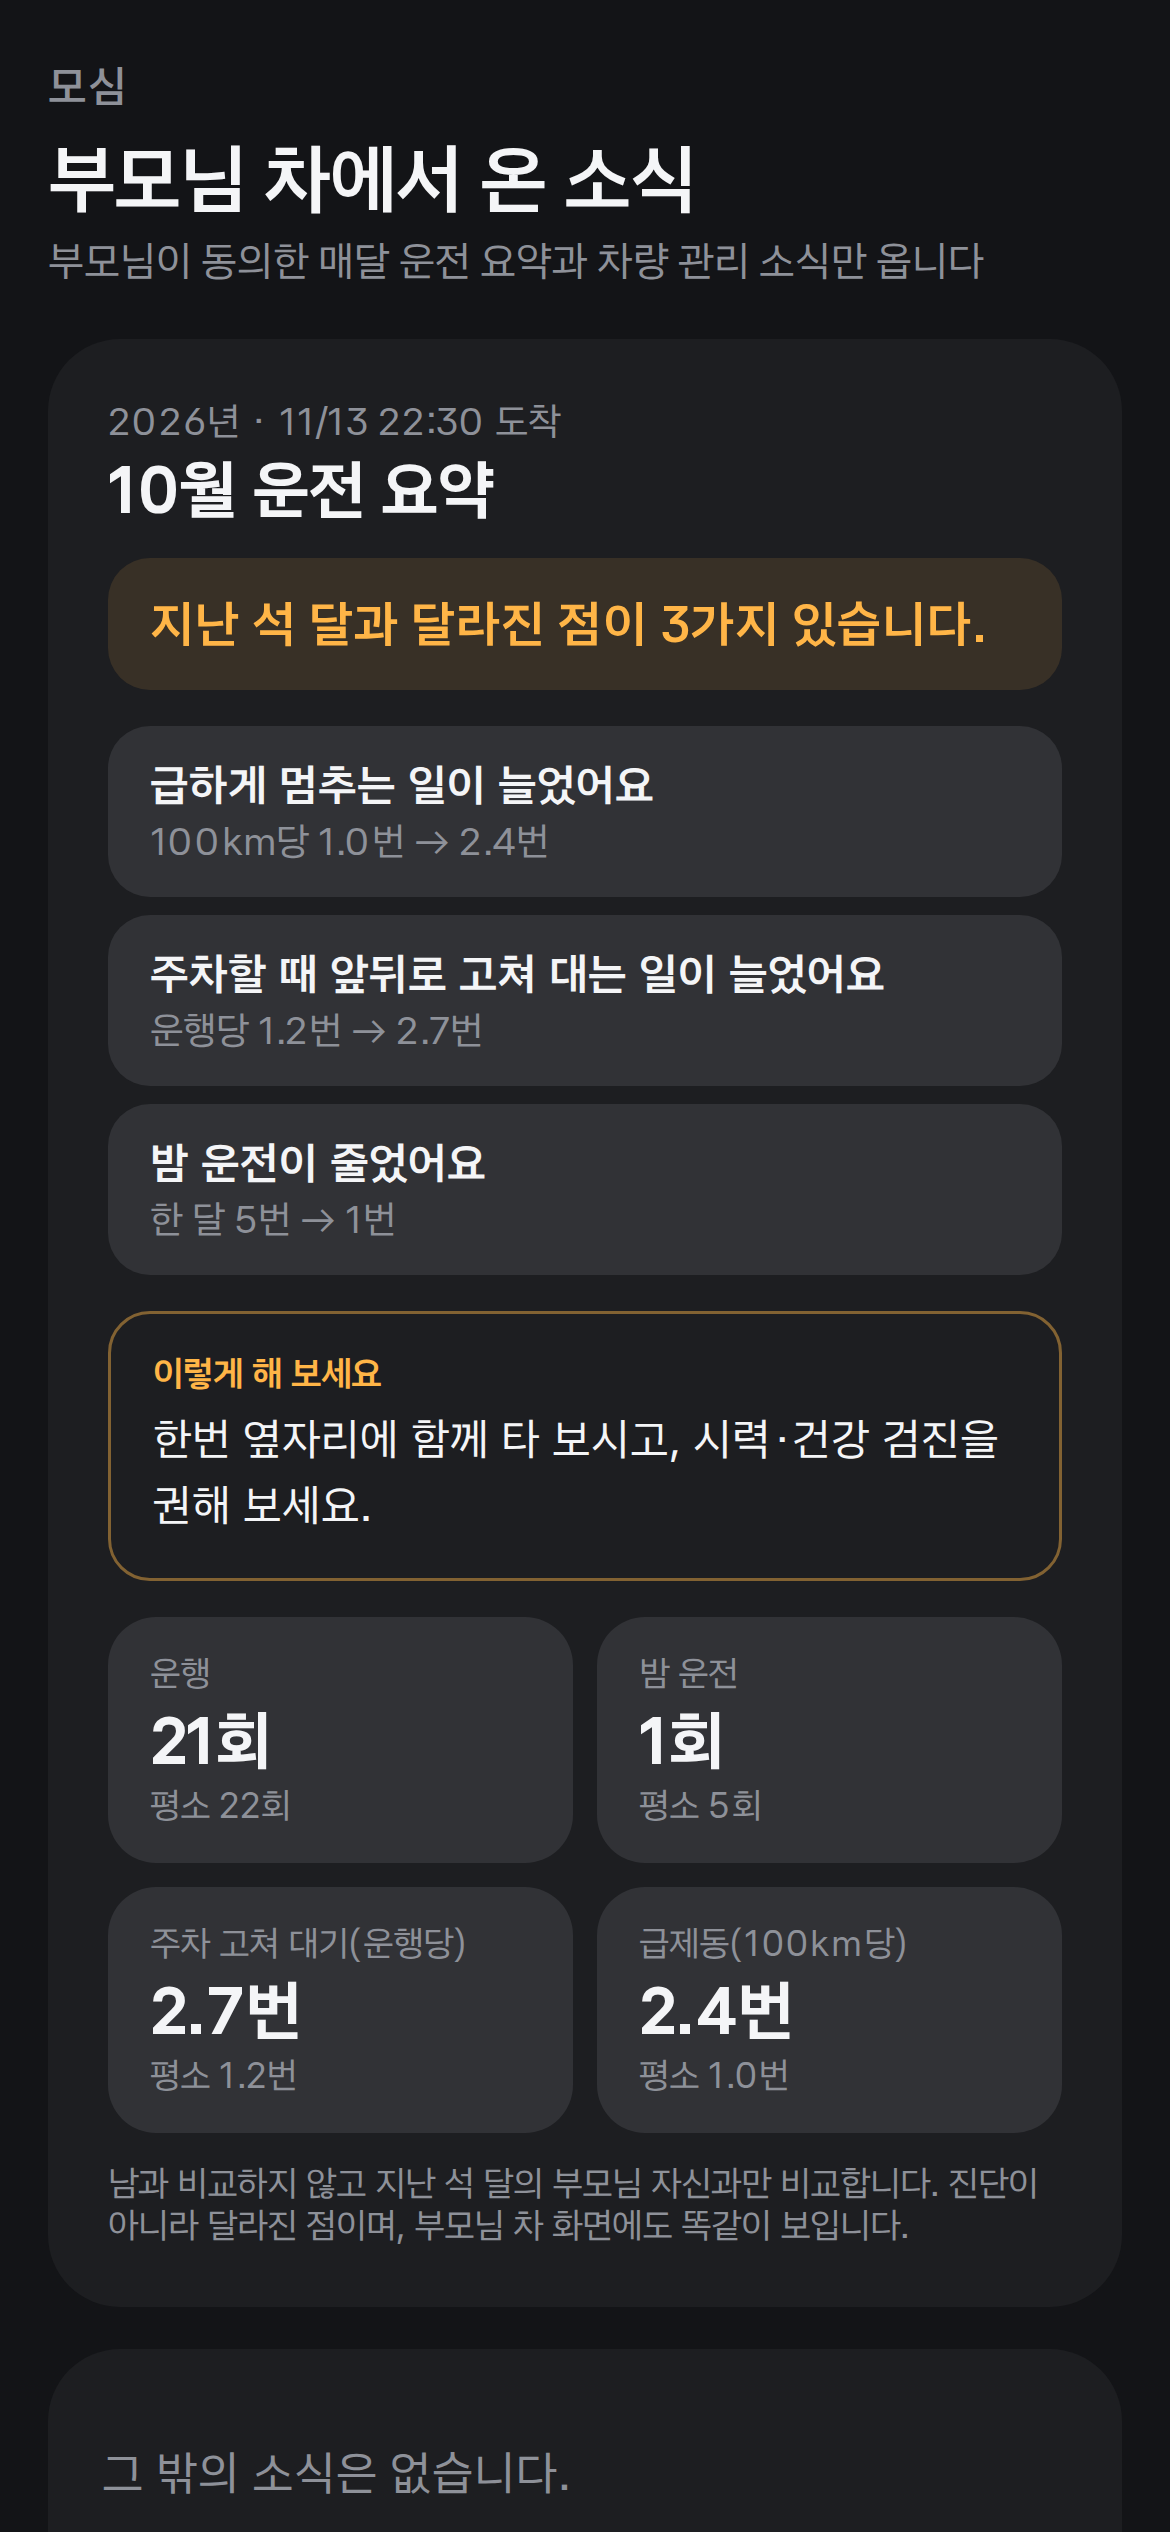 모심
부모님 차에서 온 소식
부모님이 동의한 매달 운전 요약과 차량 관리 소식만 옵니다
2026년 · 11/13 22:30 도착
10월 운전 요약
지난 석 달과 달라진 점이 3가지 있습니다.
급하게 멈추는 일이 늘었어요
100km당 1.0번 → 2.4번
주차할 때 앞뒤로 고쳐 대는 일이 늘었어요
운행당 1.2번 → 2.7번
밤 운전이 줄었어요
한 달 5번 → 1번
이렇게 해 보세요
한번 옆자리에 함께 타 보시고, 시력·건강 검진을
권해 보세요.
운행
21회
평소 22회
밤 운전
1회
평소 5회
주차 고쳐 대기(운행당)
2.7번
평소 1.2번
급제동(100km당)
2.4번
평소 1.0번
남과 비교하지 않고 지난 석 달의 부모님 자신과만 비교합니다. 진단이
아니라 달라진 점이며, 부모님 차 화면에도 똑같이 보입니다.
그 밖의 소식은 없습니다.